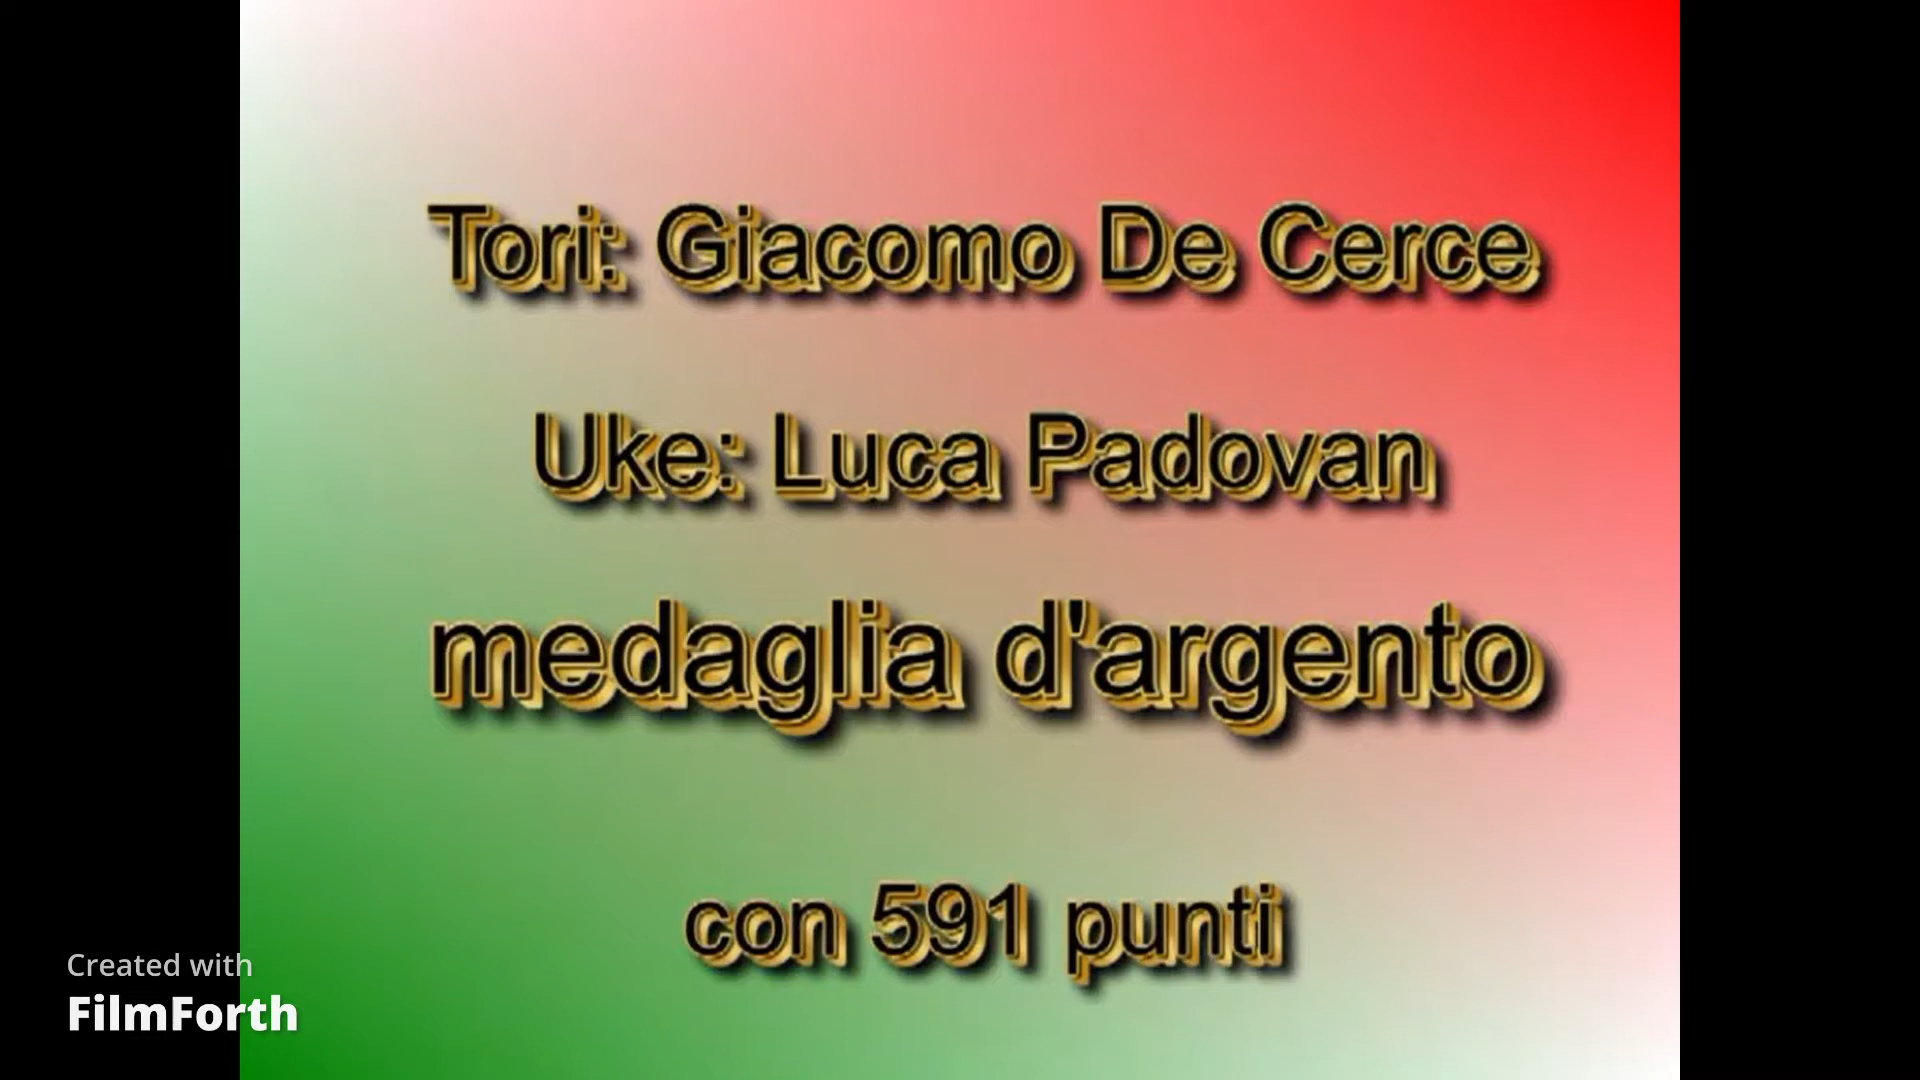 Tori: Giacomo De Cerce
Uke: Luca Padovan
medaglia d'argento
con 591 punti
Created with
FilmForth